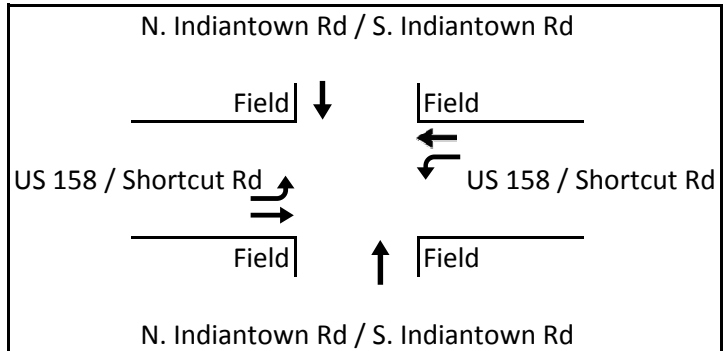 N. Indiantown Rd / S. Indiantown Rd
Field Field
US 158 / Shortcut Rd US 158 / Shortcut Rd
Field Field
N. Indiantown Rd / S. Indiantown Rd